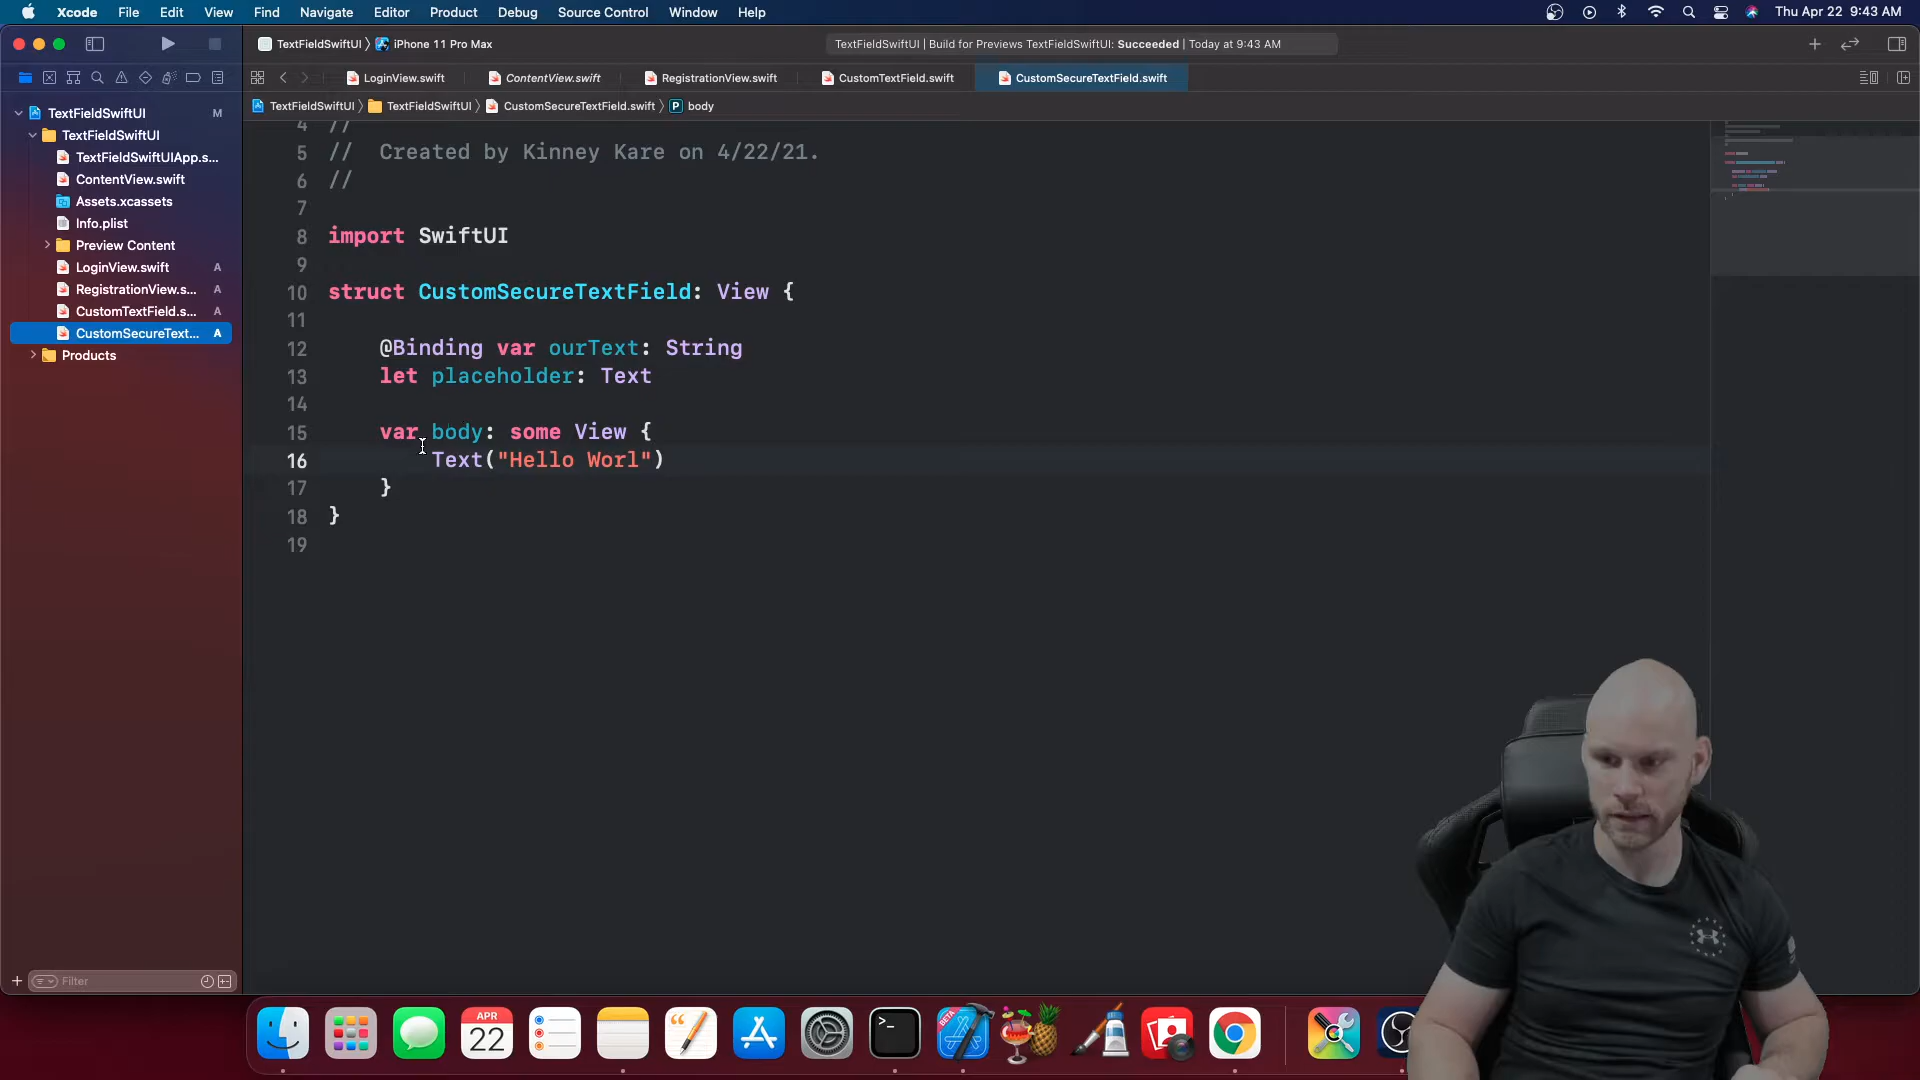 Xcode File Edit View Find Navigate Editor Product Debug Source Control Window Help Thu Apr 22 9:43 AM
TextFieldSwiftUI iPhone 11 Pro Max TextFieldSwiftUI | Build for Previews TextFieldSwiftUI: Succeeded | Today at 9:43 AM
LoginView.swift ContentView.swift RegistrationView.swift CustomTextField.swift CustomSecureTextField.swift
TextFieldSwiftUI TextFieldSwiftUI CustomSecureTextField.swift P body
TextFieldSwiftUI M
TextFieldSwiftUI
TextFieldSwiftUIApp.s...
ContentView.swift
Assets.xcassets
Info.plist
Preview Content
LoginView.swift A
RegistrationView.s... A
CustomTextField.s... A
CustomSecureText... A
Products
Filter
4 //
5 // Created by Kinney Kare on 4/22/21.
6 //
7
8 import SwiftUI
9
10 struct CustomSecureTextField: View {
11
12 @Binding var ourText: String
13 let placeholder: Text
14
15 var body: some View {
16 Text("Hello Worl")
17 }
18 }
19
APR
22
>_
BETA